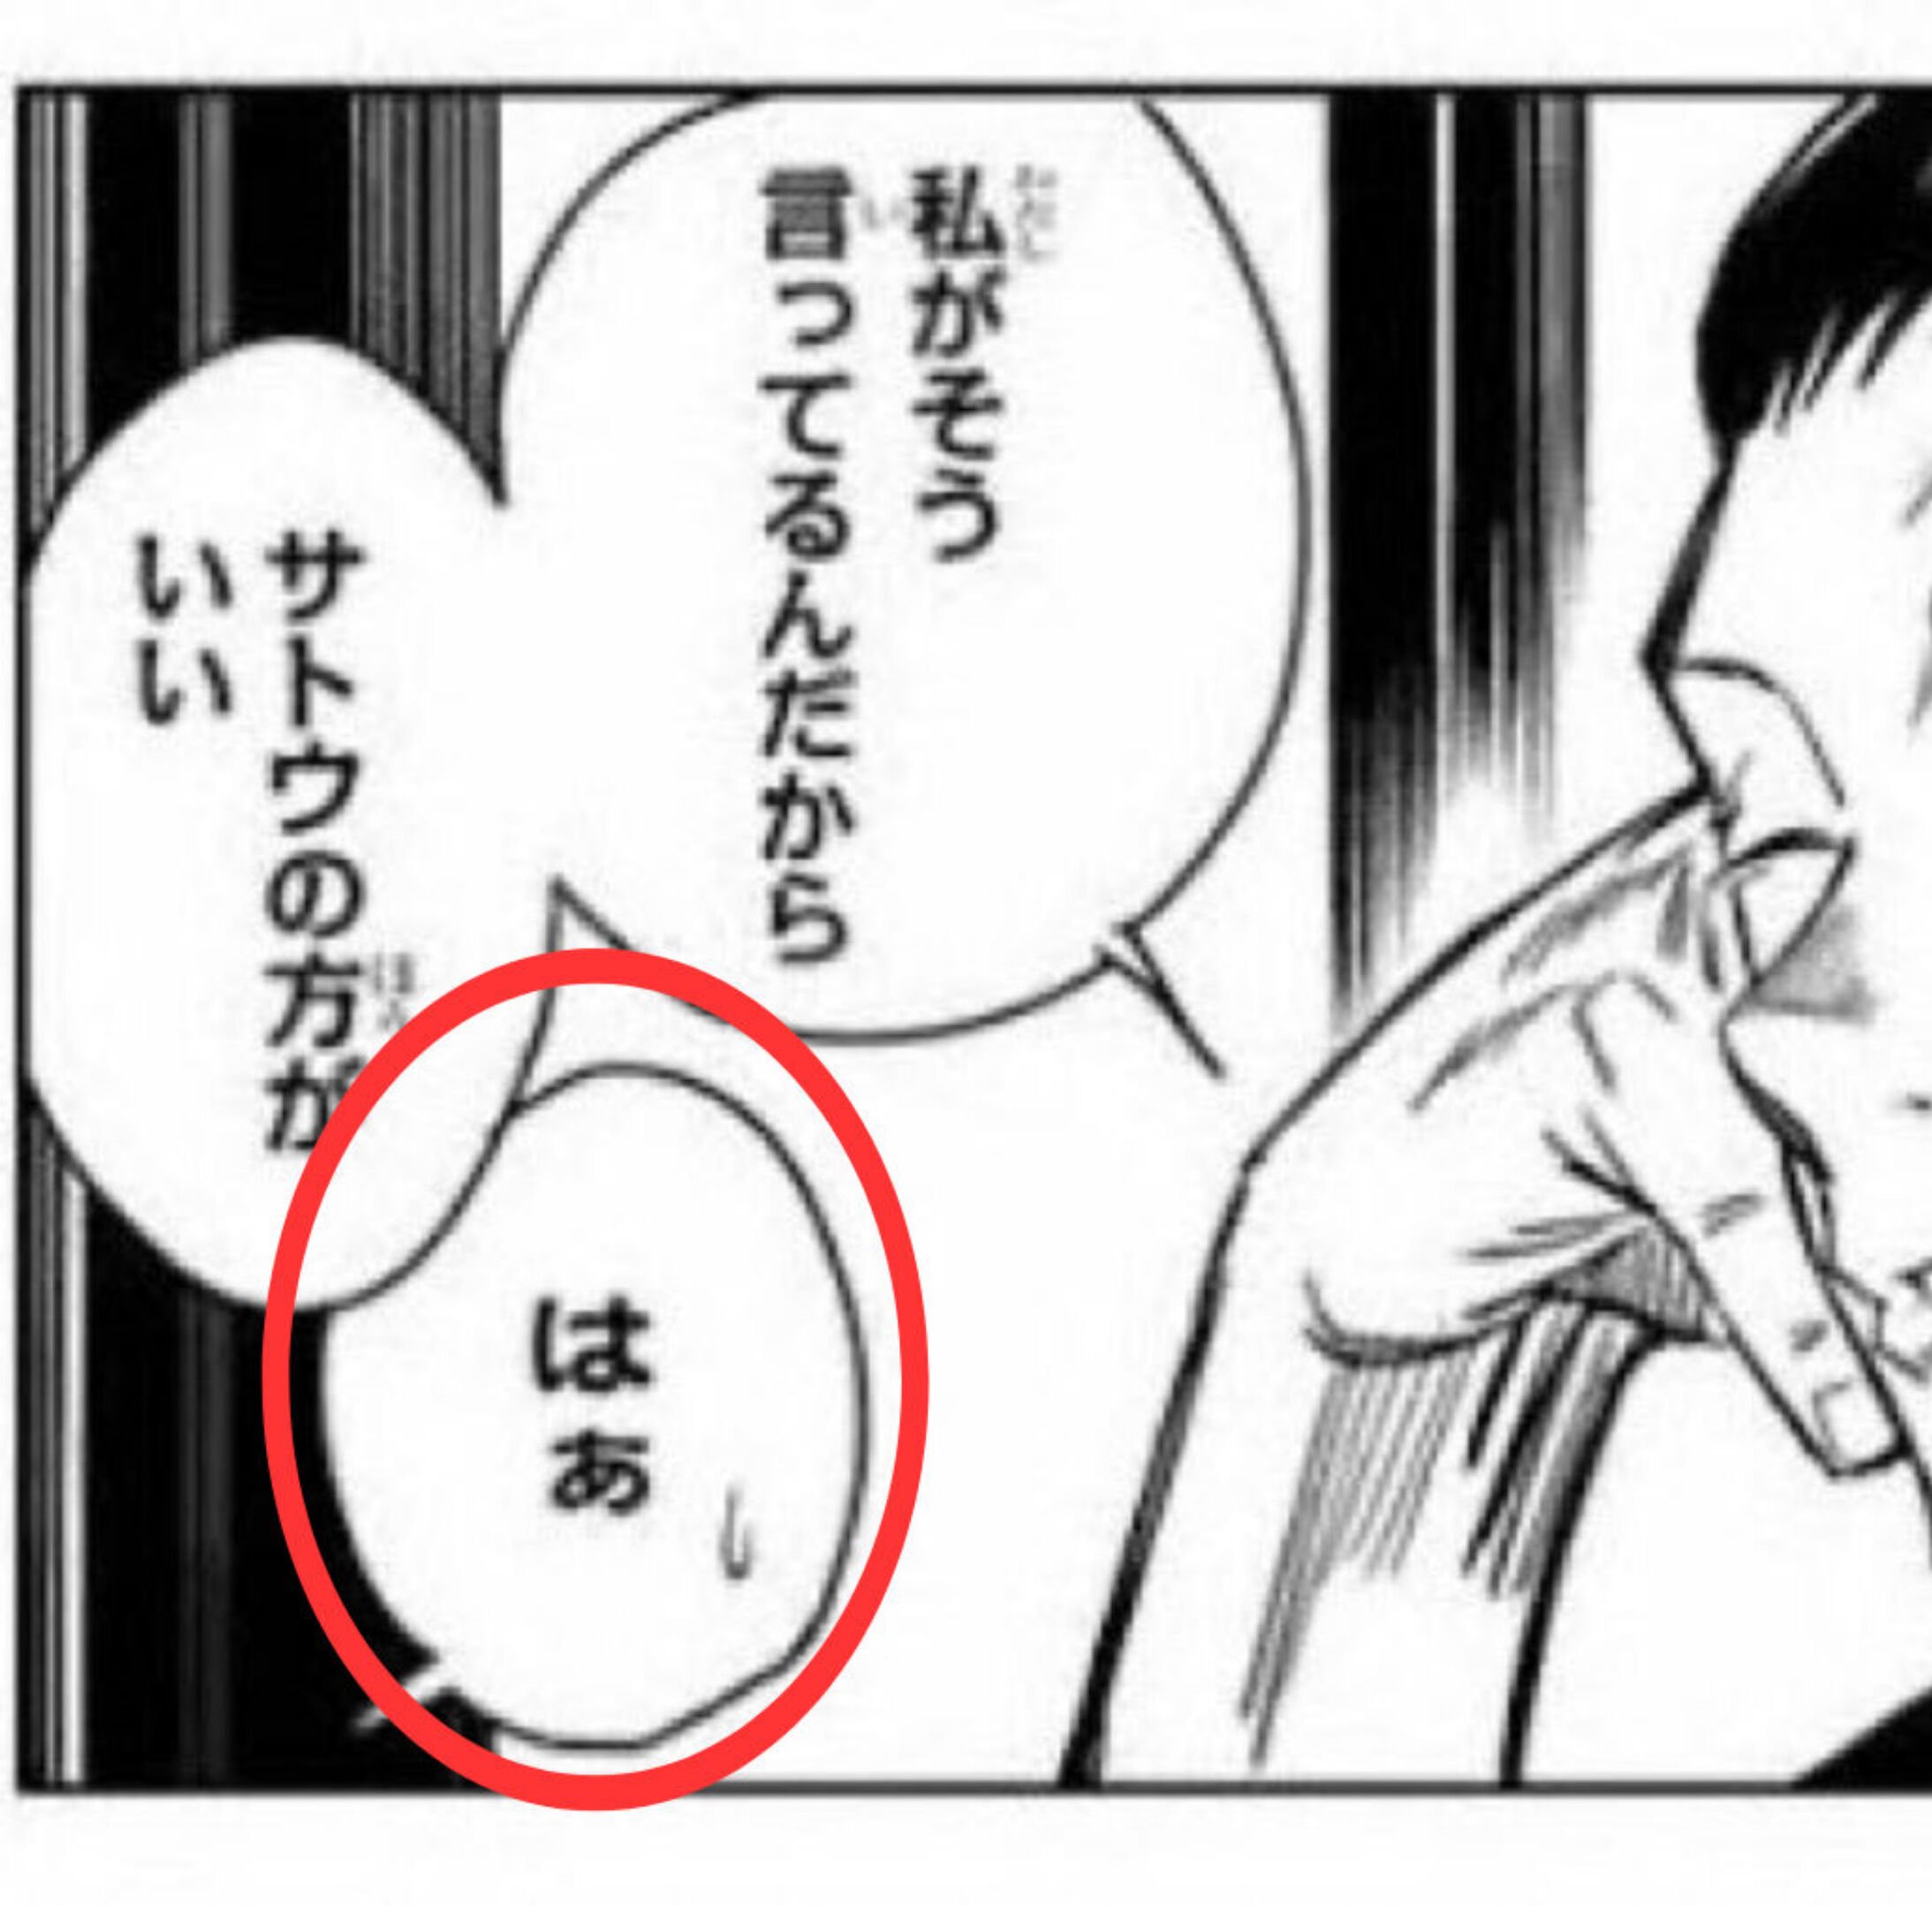 私がそう
言ってるんだから
サトウの方が
いい
はぁ